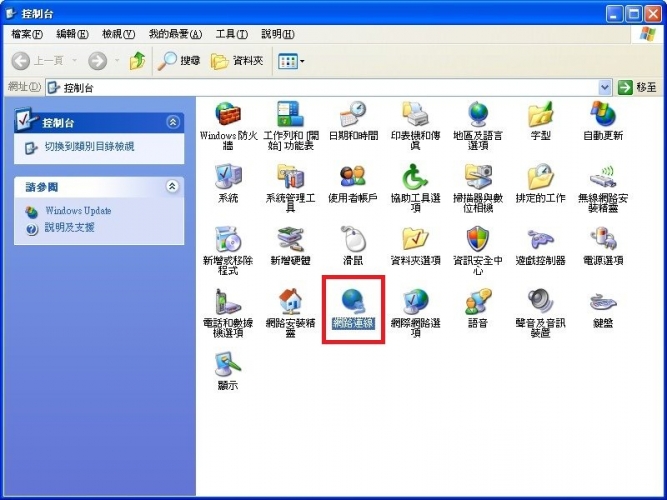 控制台
檔案(F) 編輯(E) 檢視(V) 我的最愛(A) 工具(T) 說明(H)
上一頁 搜尋 資料夾
網址(D) 控制台 移至
控制台
切換到類別目錄檢視
請參閱
Windows Update
說明及支援
Windows 防火牆
工作列和 [開始] 功能表
日期和時間
印表機和傳真
地區及語言選項
字型
自動更新
系統
系統管理工具
使用者帳戶
協助工具選項
掃描器與數位相機
排定的工作
無線網路安裝精靈
新增或移除程式
新增硬體
滑鼠
資料夾選項
資訊安全中心
遊戲控制器
電源選項
電話和數據機選項
網路安裝精靈
網路連線
網際網路選項
語音
聲音及音訊裝置
鍵盤
顯示